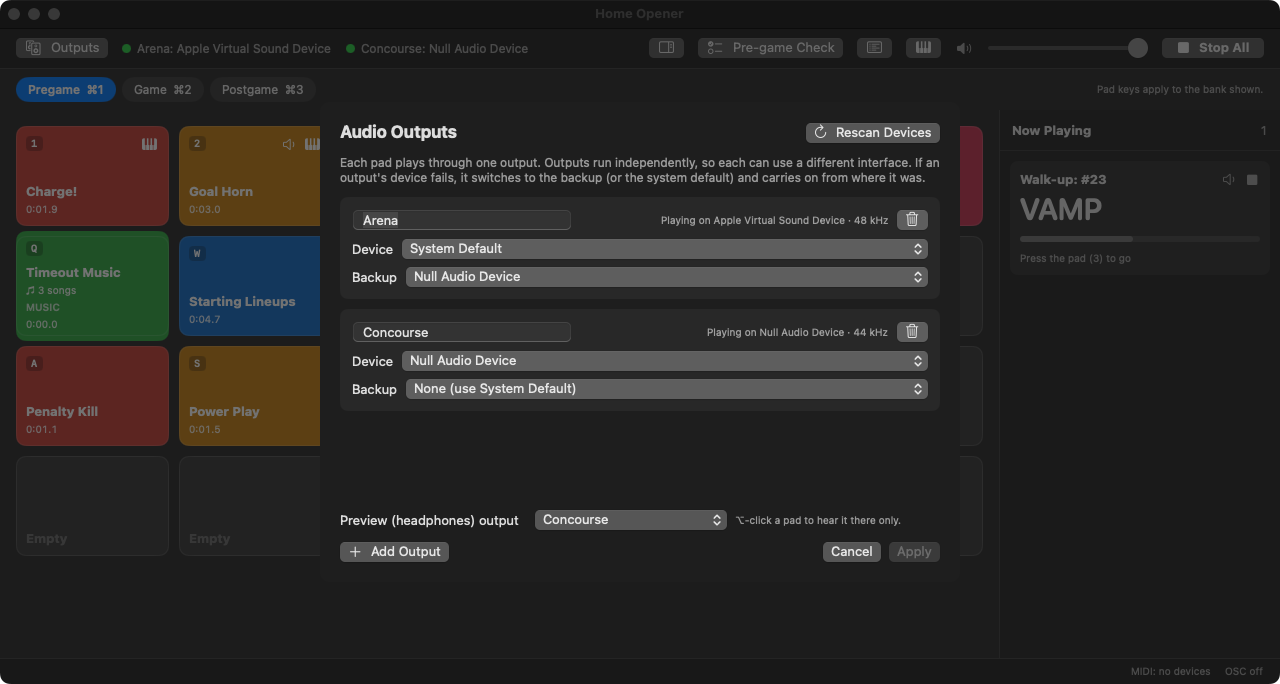 Home Opener
Outputs
Arena: Apple Virtual Sound Device
Concourse: Null Audio Device
Pre-game Check
Stop All
Pregame ⌘1
Game ⌘2
Postgame ⌘3
Pad keys apply to the bank shown.
1
Charge!
0:01.9
2
Goal Horn
0:03.0
Q
Timeout Music
3 songs
MUSIC
0:00.0
W
Starting Lineups
0:04.7
A
Penalty Kill
0:01.1
S
Power Play
0:01.5
Empty
Empty
Audio Outputs
Rescan Devices
Each pad plays through one output. Outputs run independently, so each can use a different interface. If an
output's device fails, it switches to the backup (or the system default) and carries on from where it was.
Arena
Playing on Apple Virtual Sound Device · 48 kHz
Device System Default
Backup Null Audio Device
Concourse
Playing on Null Audio Device · 44 kHz
Device Null Audio Device
Backup None (use System Default)
Preview (headphones) output Concourse ⌥-click a pad to hear it there only.
Add Output
Cancel
Apply
Now Playing 1
Walk-up: #23
VAMP
Press the pad (3) to go
MIDI: no devices OSC off